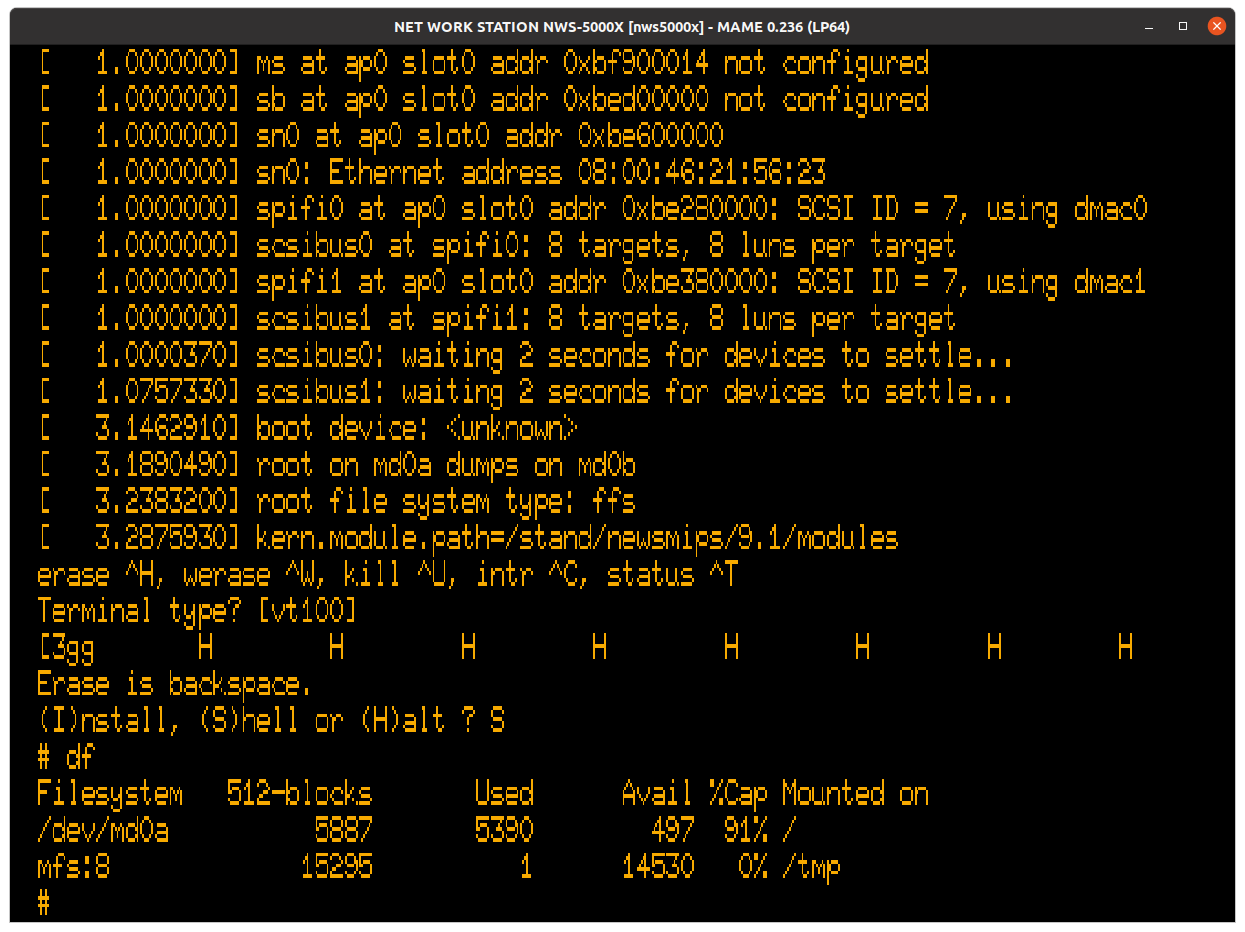 NET WORK STATION NWS-5000X [nws5000x] - MAME 0.236 (LP64)
[   1.0000000] ms at ap0 slot0 addr 0xbf900014 not configured
[   1.0000000] sb at ap0 slot0 addr 0xbed00000 not configured
[   1.0000000] sn0 at ap0 slot0 addr 0xbe600000
[   1.0000000] sn0: Ethernet address 08:00:46:21:56:23
[   1.0000000] spifi0 at ap0 slot0 addr 0xbe280000: SCSI ID = 7, using dmac0
[   1.0000000] scsibus0 at spifi0: 8 targets, 8 luns per target
[   1.0000000] spifi1 at ap0 slot0 addr 0xbe380000: SCSI ID = 7, using dmac1
[   1.0000000] scsibus1 at spifi1: 8 targets, 8 luns per target
[   1.0000370] scsibus0: waiting 2 seconds for devices to settle...
[   1.0757330] scsibus1: waiting 2 seconds for devices to settle...
[   3.1462910] boot device: <unknown>
[   3.1890490] root on md0a dumps on md0b
[   3.2383200] root file system type: ffs
[   3.2875930] kern.module.path=/stand/newsmips/9.1/modules
erase ^H, werase ^W, kill ^U, intr ^C, status ^T
Terminal type? [vt100]
[3gg       H        H        H        H        H        H        H        H
Erase is backspace.
(I)nstall, (S)hell or (H)alt ? S
# df
Filesystem   512-blocks       Used      Avail %Cap Mounted on
/dev/md0a          5887       5390        497  91% /
mfs:8             15295          1      14530   0% /tmp
#